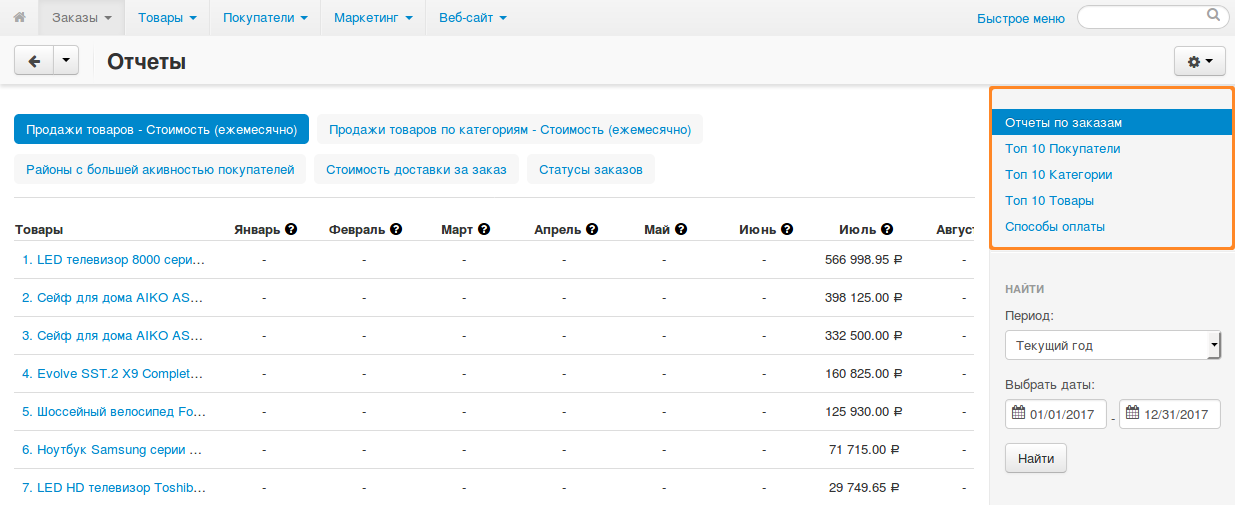 Заказы Товары Покупатели Маркетинг Веб-сайт Быстрое меню
Отчеты
Продажи товаров - Стоимость (ежемесячно) Продажи товаров по категориям - Стоимость (ежемесячно)
Районы с большей акивностью покупателей Стоимость доставки за заказ Статусы заказов
Товары Январь ? Февраль ? Март ? Апрель ? Май ? Июнь ? Июль ? Август
1. LED телевизор 8000 сери... - - - - - - 566 998.95 ₽ -
2. Сейф для дома AIKO AS... - - - - - - 398 125.00 ₽ -
3. Сейф для дома AIKO AS... - - - - - - 332 500.00 ₽ -
4. Evolve SST.2 X9 Complet... - - - - - - 160 825.00 ₽ -
5. Шоссейный велосипед Fo... - - - - - - 125 930.00 ₽ -
6. Ноутбук Samsung серии ... - - - - - - 71 715.00 ₽ -
7. LED HD телевизор Toshib... - - - - - - 29 749.65 ₽ -
Отчеты по заказам
Топ 10 Покупатели
Топ 10 Категории
Топ 10 Товары
Способы оплаты
НАЙТИ
Период:
Текущий год
Выбрать даты:
01/01/2017 - 12/31/2017
Найти